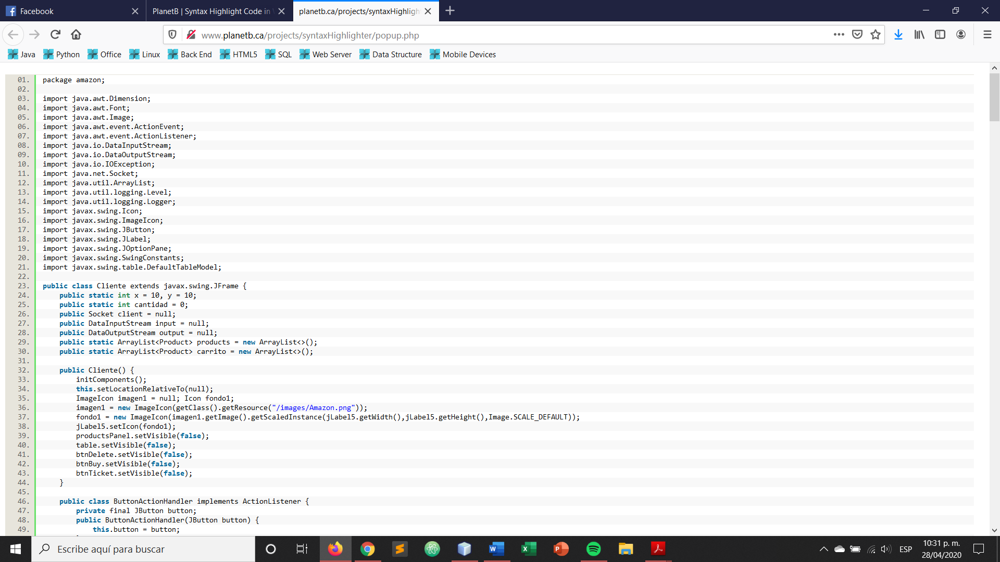 Facebook
PlanetB | Syntax Highlight Code in
planetb.ca/projects/syntaxHighligh
www.planetb.ca/projects/syntaxHighlighter/popup.php
Java Python Office Linux Back End HTML5 SQL Web Server Data Structure Mobile Devices
01. package amazon;
02.
03. import java.awt.Dimension;
04. import java.awt.Font;
05. import java.awt.Image;
06. import java.awt.event.ActionEvent;
07. import java.awt.event.ActionListener;
08. import java.io.DataInputStream;
09. import java.io.DataOutputStream;
10. import java.io.IOException;
11. import java.net.Socket;
12. import java.util.ArrayList;
13. import java.util.logging.Level;
14. import java.util.logging.Logger;
15. import javax.swing.Icon;
16. import javax.swing.ImageIcon;
17. import javax.swing.JButton;
18. import javax.swing.JLabel;
19. import javax.swing.JOptionPane;
20. import javax.swing.SwingConstants;
21. import javax.swing.table.DefaultTableModel;
22.
23. public class Cliente extends javax.swing.JFrame {
24. public static int x = 10, y = 10;
25. public static int cantidad = 0;
26. public Socket client = null;
27. public DataInputStream input = null;
28. public DataOutputStream output = null;
29. public static ArrayList<Product> products = new ArrayList<>();
30. public static ArrayList<Product> carrito = new ArrayList<>();
31.
32. public Cliente() {
33. initComponents();
34. this.setLocationRelativeTo(null);
35. ImageIcon imagen1 = null; Icon fondo1;
36. imagen1 = new ImageIcon(getClass().getResource("/images/Amazon.png"));
37. fondo1 = new ImageIcon(imagen1.getImage().getScaledInstance(jLabel5.getWidth(),jLabel5.getHeight(),Image.SCALE_DEFAULT));
38. jLabel5.setIcon(fondo1);
39. productsPanel.setVisible(false);
40. table.setVisible(false);
41. btnDelete.setVisible(false);
42. btnBuy.setVisible(false);
43. btnTicket.setVisible(false);
44. }
45.
46. public class ButtonActionHandler implements ActionListener {
47. private final JButton button;
48. public ButtonActionHandler(JButton button) {
49. this.button = button;
Escribe aquí para buscar
ESP
10:31 p. m.
28/04/2020